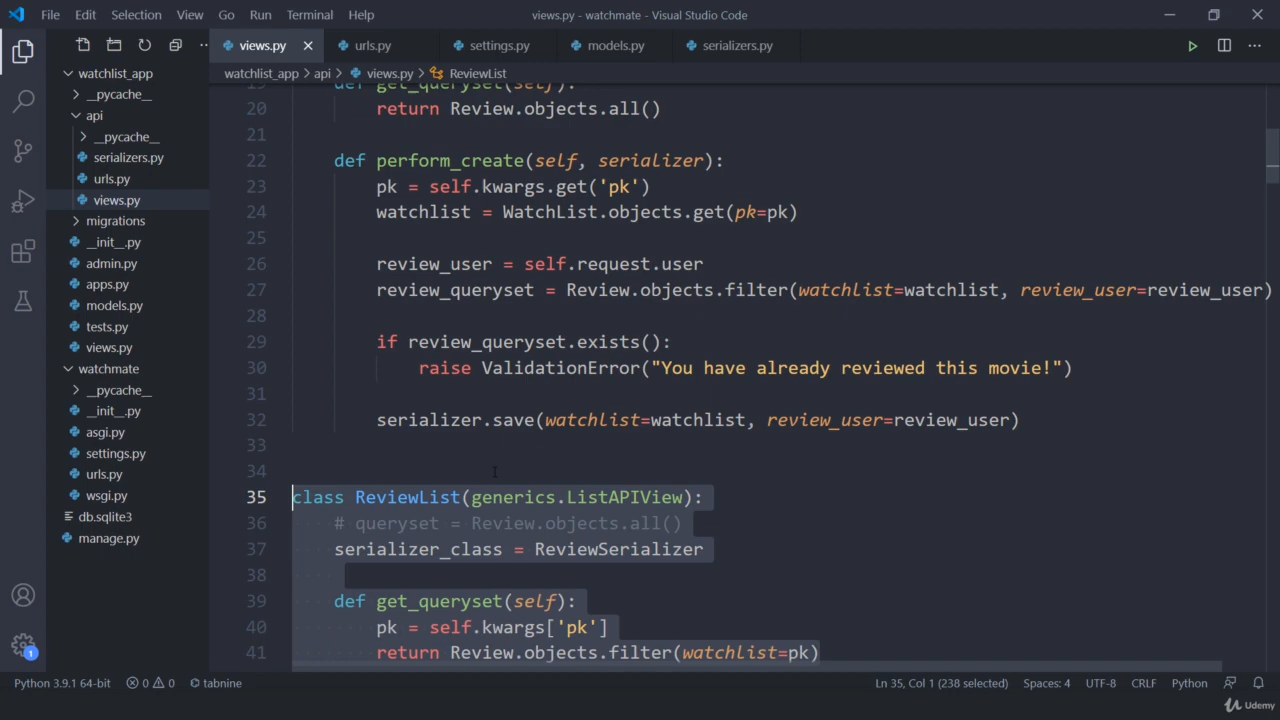 File Edit Selection View Go Run Terminal Help
views.py - watchmate - Visual Studio Code
views.py urls.py settings.py models.py serializers.py
watchlist_app > api > views.py > ReviewList
watchlist_app
__pycache__
api
__pycache__
serializers.py
urls.py
views.py
migrations
__init__.py
admin.py
apps.py
models.py
tests.py
views.py
watchmate
__pycache__
__init__.py
asgi.py
settings.py
urls.py
wsgi.py
db.sqlite3
manage.py
19 def get_queryset(self):
20 return Review.objects.all()
21
22 def perform_create(self, serializer):
23 pk = self.kwargs.get('pk')
24 watchlist = WatchList.objects.get(pk=pk)
25
26 review_user = self.request.user
27 review_queryset = Review.objects.filter(watchlist=watchlist, review_user=review_user)
28
29 if review_queryset.exists():
30 raise ValidationError("You have already reviewed this movie!")
31
32 serializer.save(watchlist=watchlist, review_user=review_user)
33
34
35 class ReviewList(generics.ListAPIView):
36 # queryset = Review.objects.all()
37 serializer_class = ReviewSerializer
38
39 def get_queryset(self):
40 pk = self.kwargs['pk']
41 return Review.objects.filter(watchlist=pk)
1
Python 3.9.1 64-bit 0 0 tabnine Ln 35, Col 1 (238 selected) Spaces: 4 UTF-8 CRLF Python
Udemy